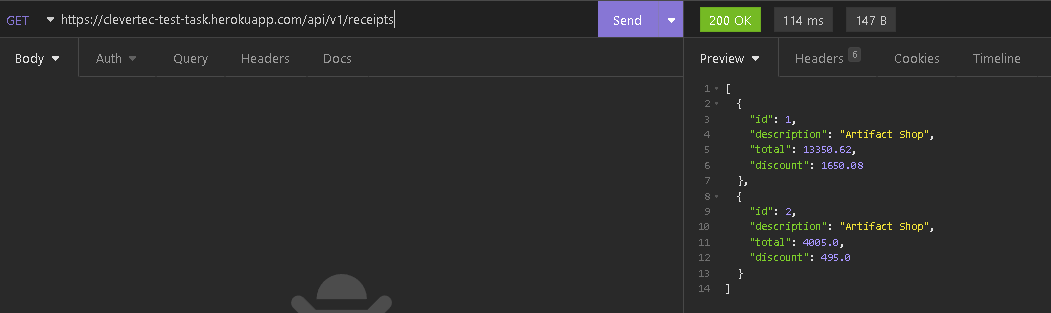 GET https://clevertec-test-task.herokuapp.com/api/v1/receipts Send 200 OK 114 ms 147 B
Body Auth Query Headers Docs Preview Headers 6 Cookies Timeline
1 [
2 {
3 "id": 1,
4 "description": "Artifact Shop",
5 "total": 13350.62,
6 "discount": 1650.08
7 },
8 {
9 "id": 2,
10 "description": "Artifact Shop",
11 "total": 4005.0,
12 "discount": 495.0
13 }
14 ]